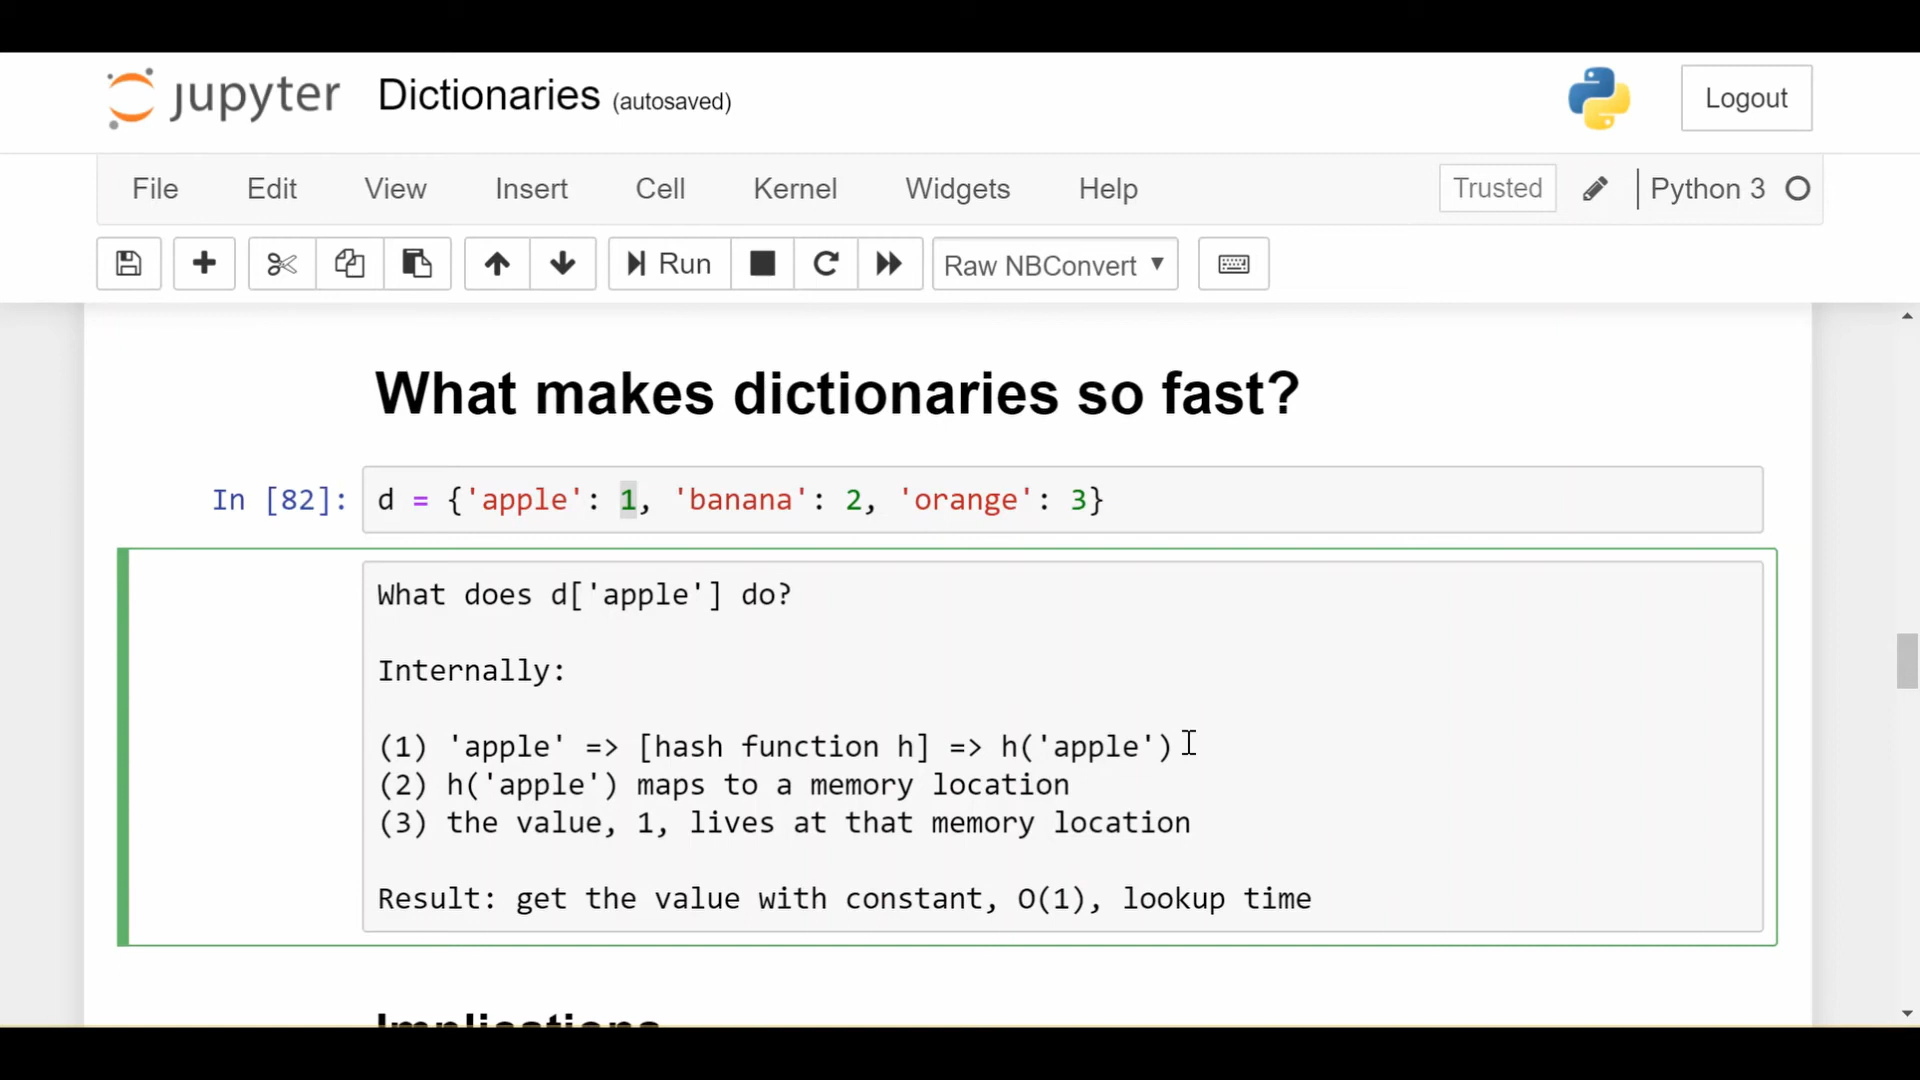 jupyter Dictionaries (autosaved) Logout
File Edit View Insert Cell Kernel Widgets Help Trusted Python 3
Run Raw NBConvert
What makes dictionaries so fast?
In [82]: d = {'apple': 1, 'banana': 2, 'orange': 3}
What does d['apple'] do?
Internally:
(1) 'apple' => [hash function h] => h('apple')
(2) h('apple') maps to a memory location
(3) the value, 1, lives at that memory location
Result: get the value with constant, O(1), lookup time
Implications